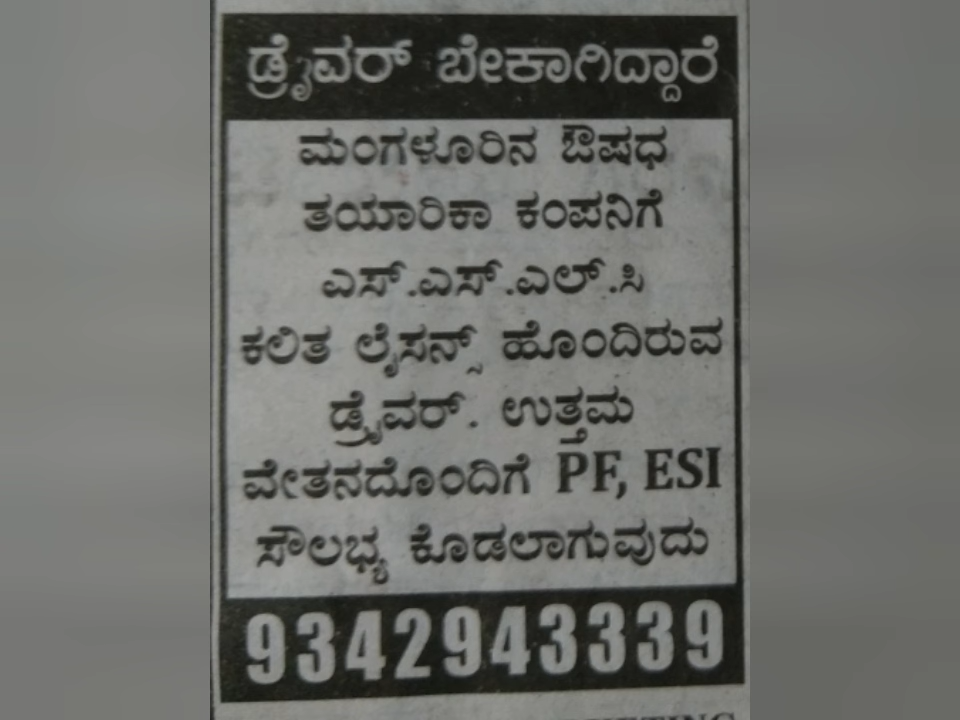 ಡ್ರೈವರ್ ಬೇಕಾಗಿದ್ದಾರೆ
ಮಂಗಳೂರಿನ ಔಷಧ
ತಯಾರಿಕಾ ಕಂಪನಿಗೆ
ಎಸ್.ಎಸ್.ಎಲ್.ಸಿ
ಕಲಿತ ಲೈಸನ್ಸ್ ಹೊಂದಿರುವ
ಡ್ರೈವರ್. ಉತ್ತಮ
ವೇತನದೊಂದಿಗೆ PF, ESI
ಸೌಲಭ್ಯ ಕೊಡಲಾಗುವುದು
9342943339